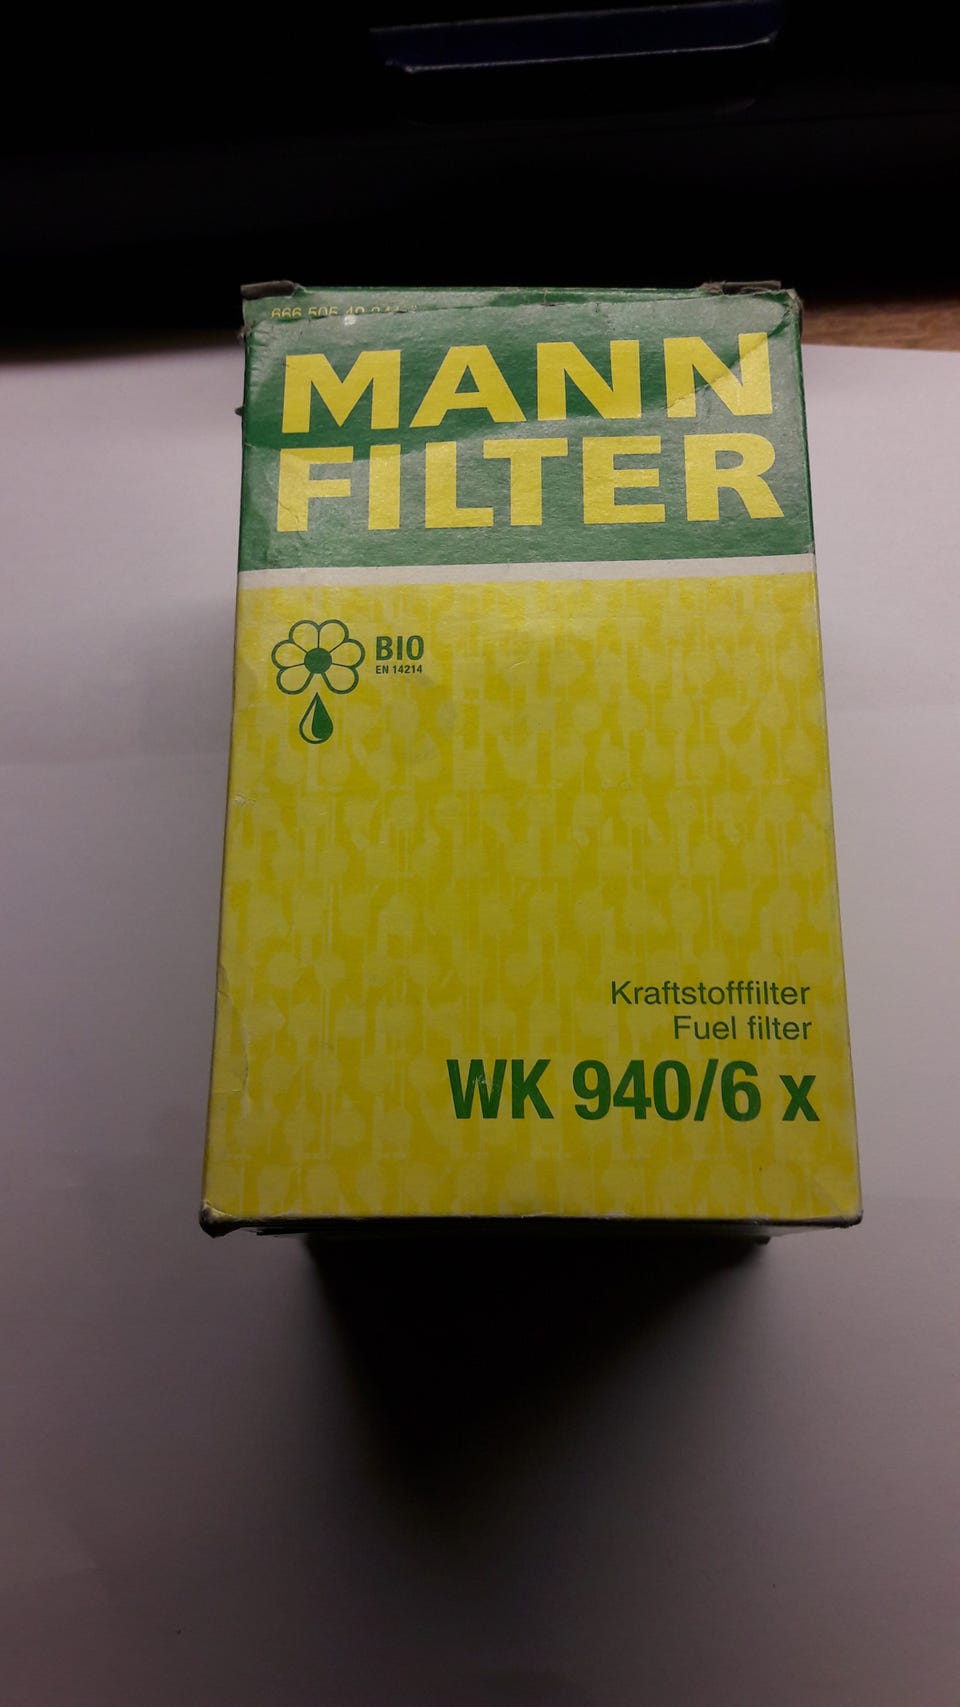 MANN
FILTER
BIO
EN 14214
Kraftstofffilter
Fuel filter
WK 940/6 x